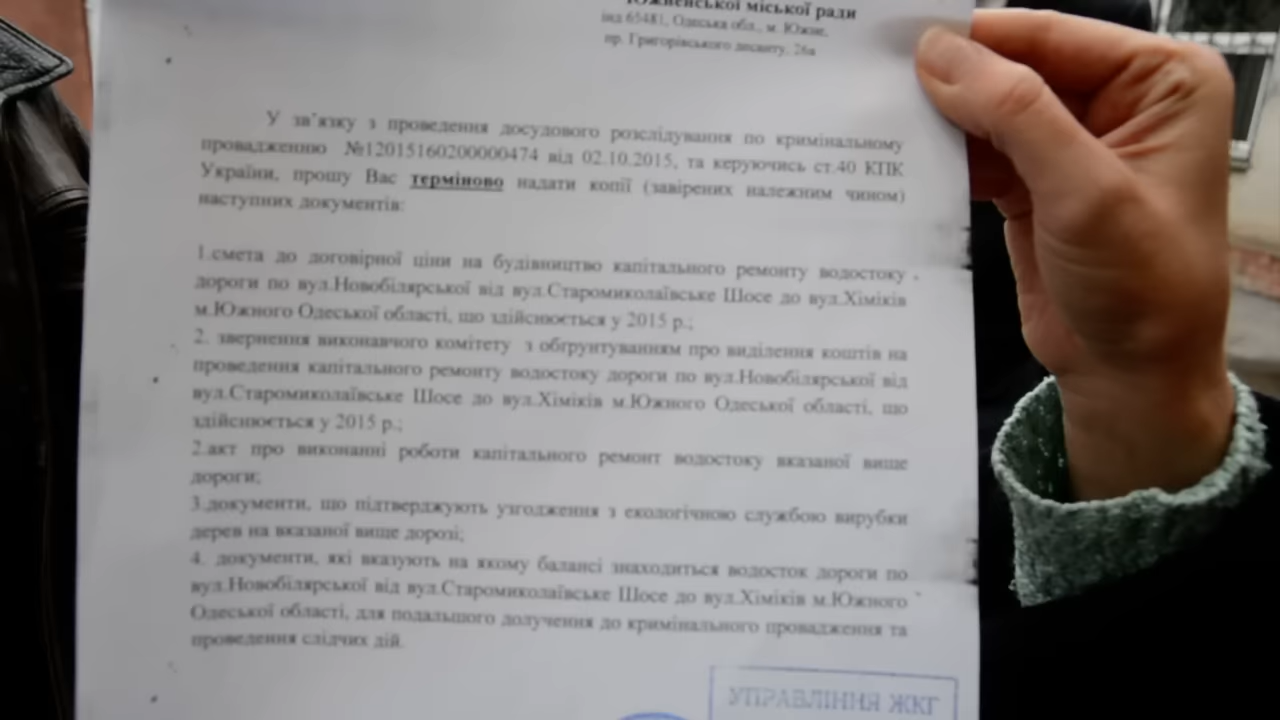 Южненської міської ради
інд.65481, Одеська обл., м. Южне,
пр. Григорівського десанту, 26а
У зв'язку з проведення досудового розслідування по кримінальному
провадженню №12015160200000474 від 02.10.2015, та керуючись ст.40 КПК
України, прошу Вас терміново надати копії (завірених належним чином)
наступних документів:
1.смета до договірної ціни на будівництво капітального ремонту водостоку
дороги по вул.Новобілярської від вул.Старомиколаївське Шосе до вул.Хіміків
м.Южного Одеської області, що здійснюється у 2015 р.;
2. звернення виконавчого комітету з обгрунтуванням про виділення коштів на
проведення капітального ремонту водостоку дороги по вул.Новобілярської від
вул.Старомиколаївське Шосе до вул.Хіміків м.Южного Одеської області, що
здійснюється у 2015 р.;
2.акт про виконанні роботи капітального ремонт водостоку вказаної вище
дороги;
3.документи, що підтверджують узгодження з екологічною службою вирубки
дерев на вказаної вище дорозі;
4. документи, які вказують на якому балансі знаходиться водосток дороги по
вул.Новобілярської від вул.Старомиколаївське Шосе до вул.Хіміків м.Южного
Одеської області, для подальшого долучення до кримінального провадження та
проведення слідчих дій.
УПРАВЛІННЯ ЖКГ